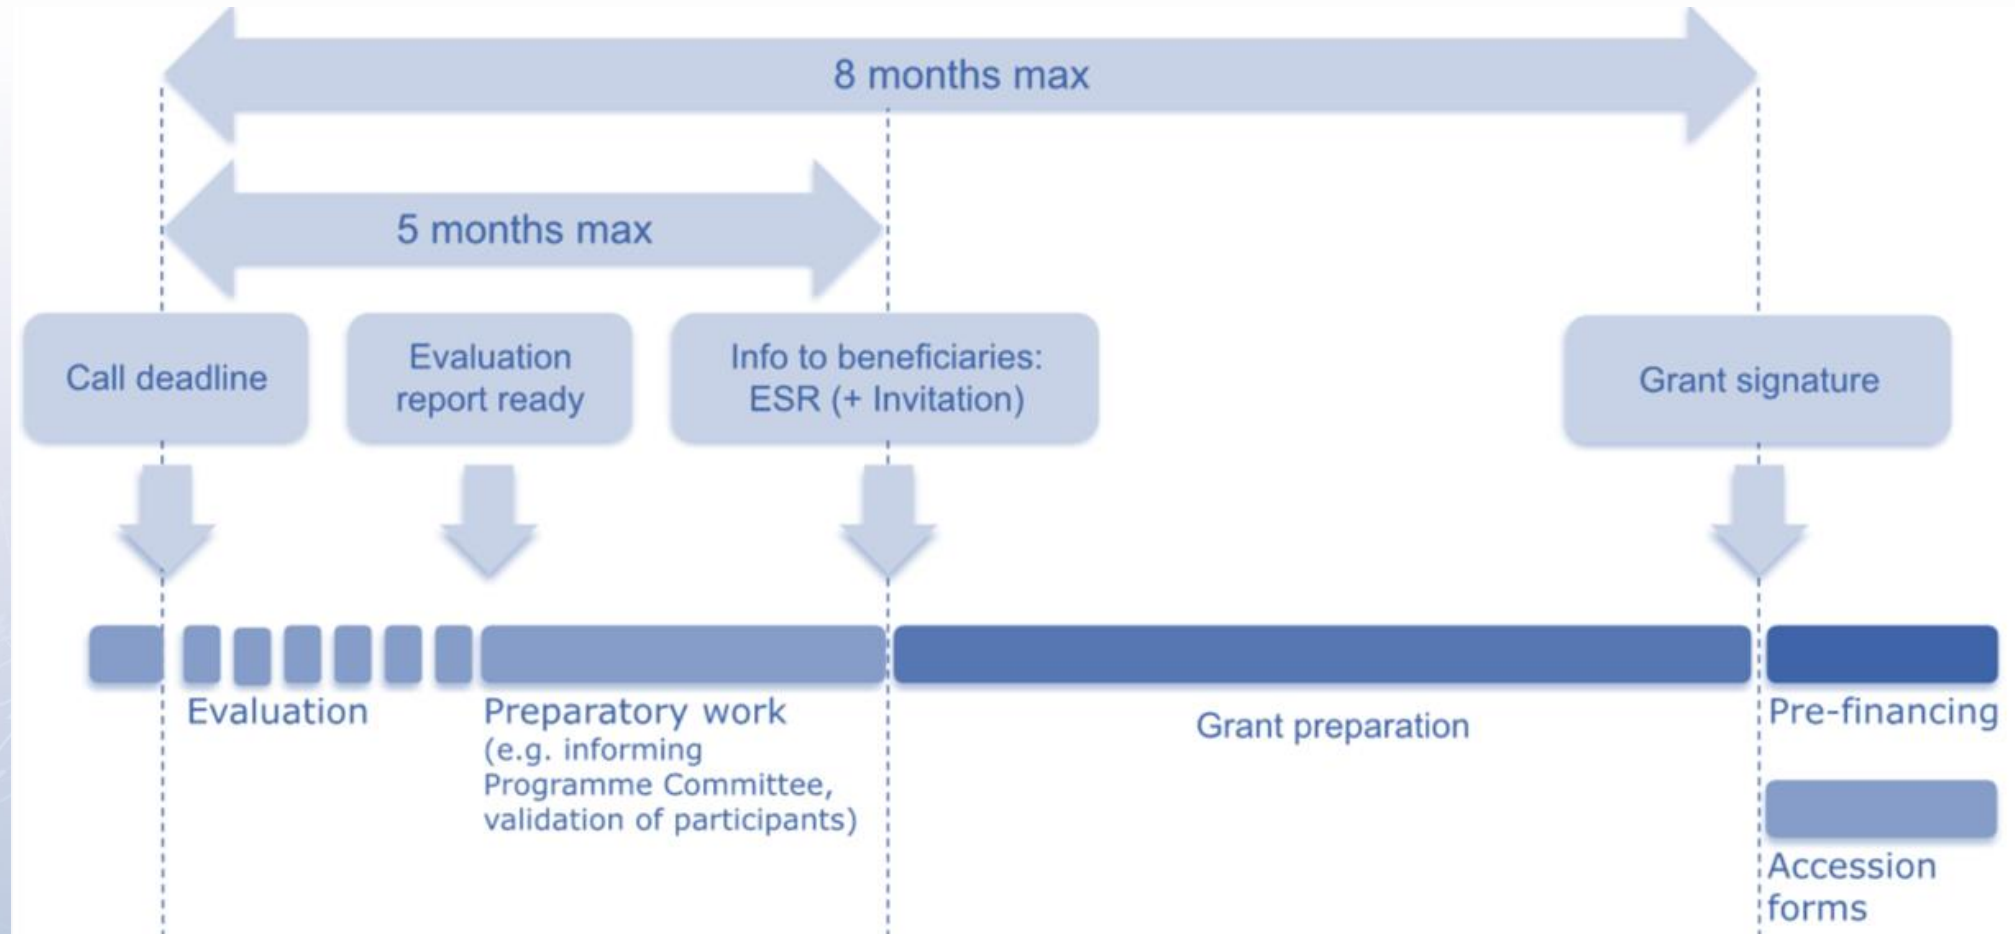 8 months max
5 months max
Call deadline
Evaluation
report ready
Info to beneficiaries:
ESR (+ Invitation)
Grant signature
Evaluation
Preparatory work
(e.g. informing
Programme Committee,
validation of participants)
Grant preparation
Pre-financing
Accession
forms